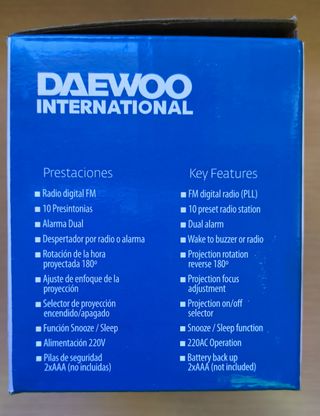 DAEWOO
INTERNATIONAL
Prestaciones
Radio digital FM
10 Presintonias
Alarma Dual
Despertador por radio o alarma
Rotación de la hora
proyectada 180º
Ajuste de enfoque de la
proyección
Selector de proyección
encendido/apagado
Función Snooze / Sleep
Alimentación 220V
Pilas de seguridad
2xAAA (no incluidas)
Key Features
FM digital radio (PLL)
10 preset radio station
Dual alarm
Wake to buzzer or radio
Projection rotation
reverse 180º
Projection focus
adjustment
Projection on/off
selector
Snooze / Sleep function
220AC Operation
Battery back up
2xAAA (not included)